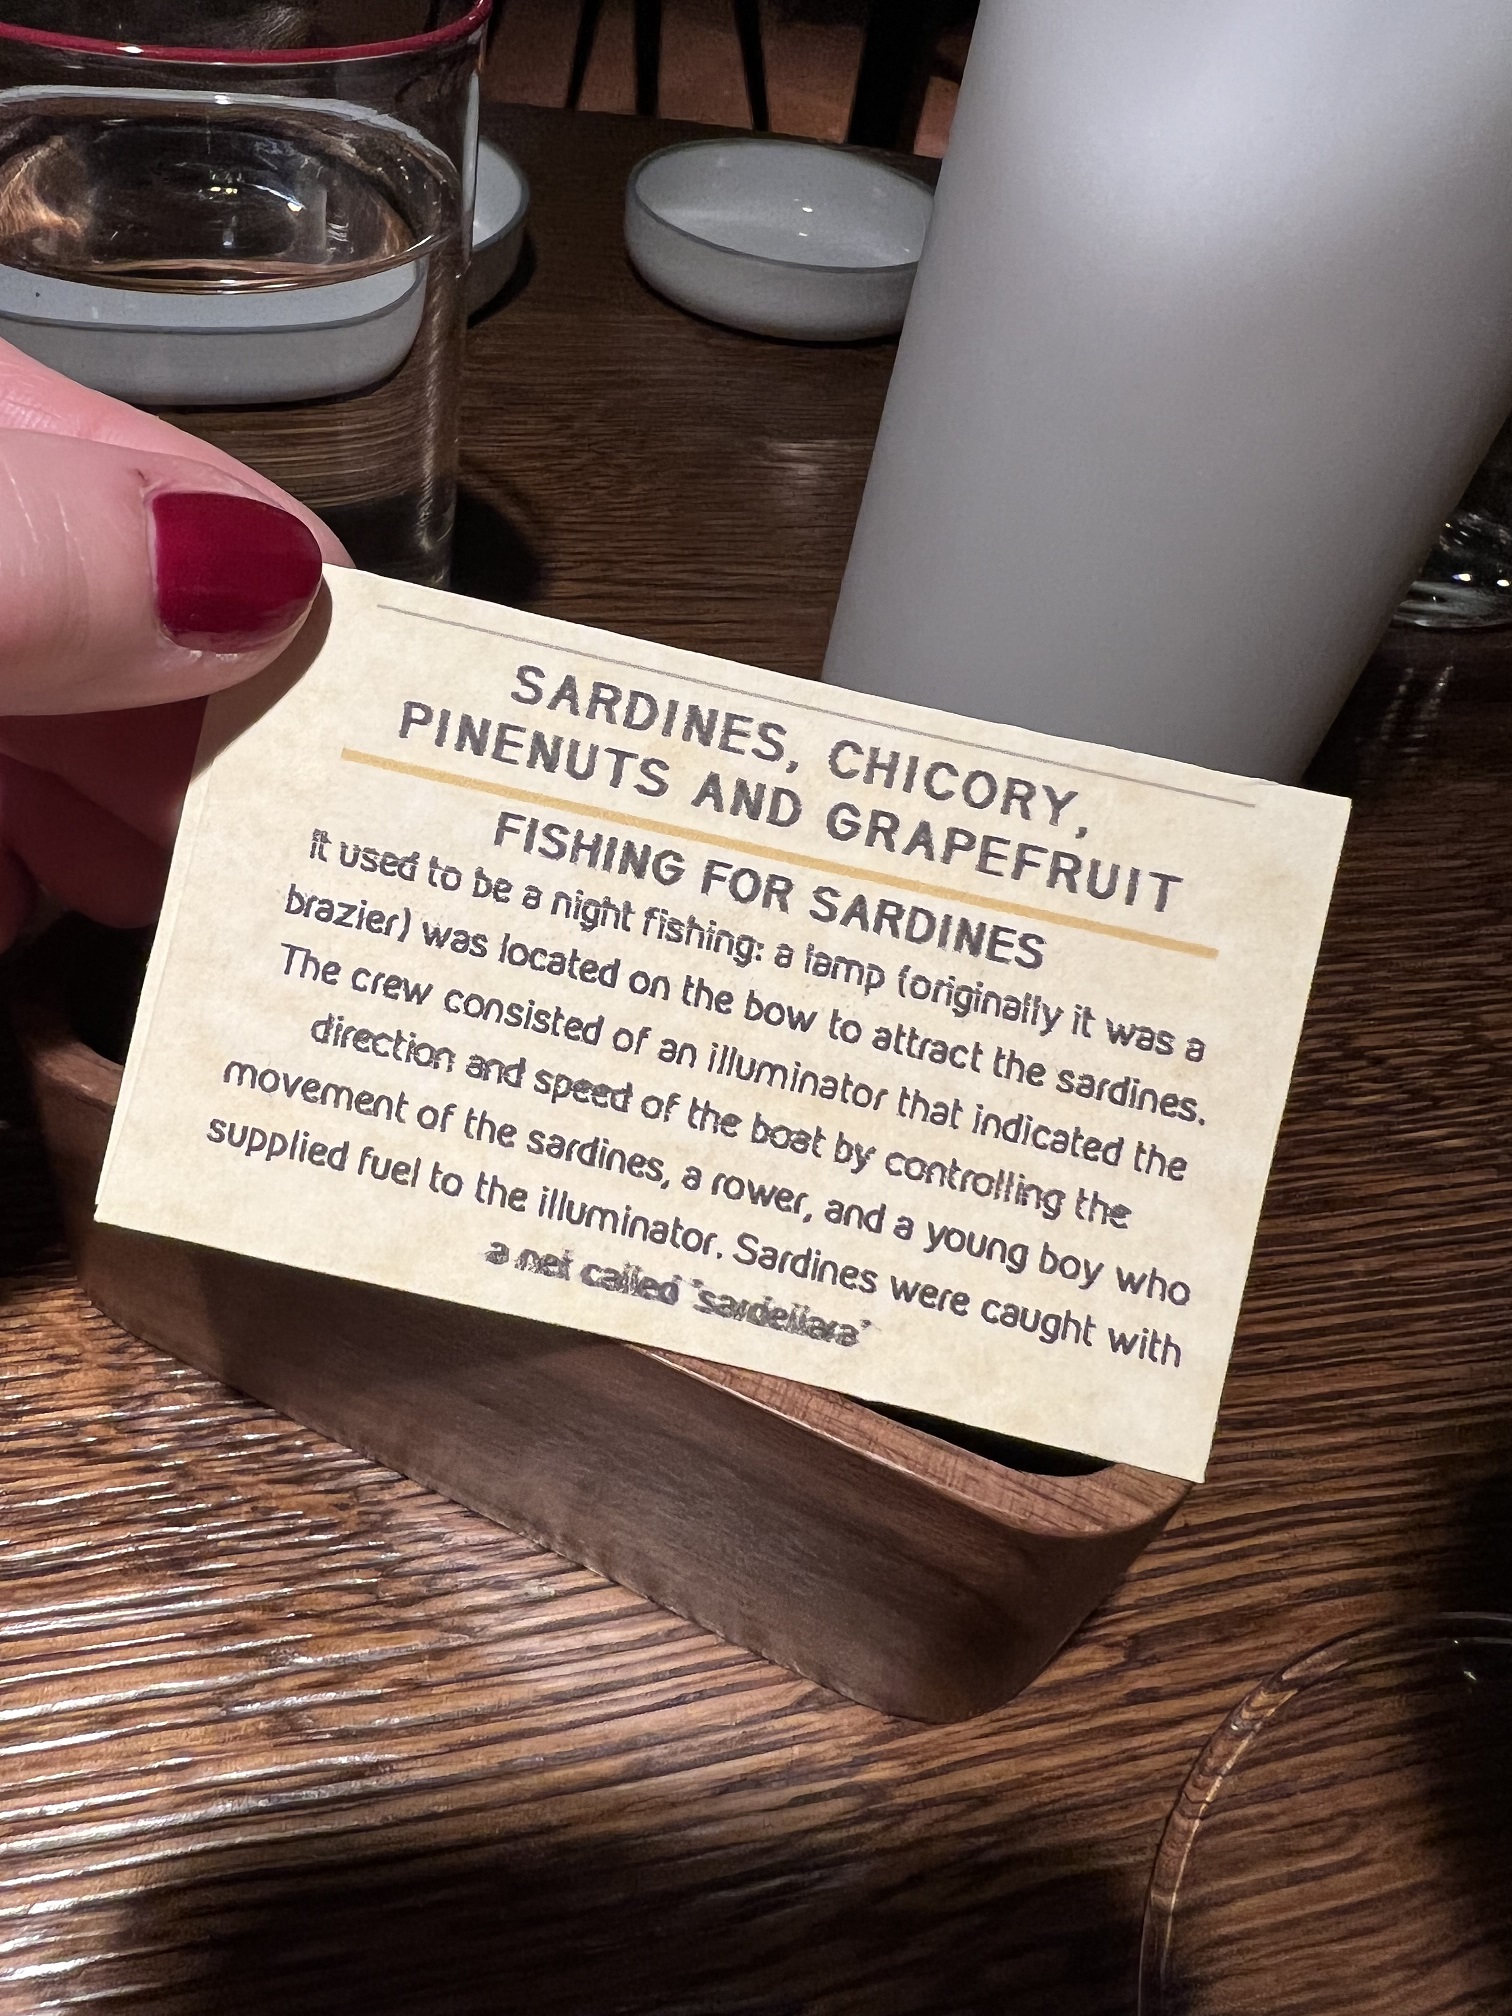 SARDINES, CHICORY,
PINENUTS AND GRAPEFRUIT
FISHING FOR SARDINES
It used to be a night fishing: a lamp (originally it was a
brazier) was located on the bow to attract the sardines.
The crew consisted of an illuminator that indicated the
direction and speed of the boat by controlling the
movement of the sardines, a rower, and a young boy who
supplied fuel to the illuminator. Sardines were caught with
a net called "sardellara"